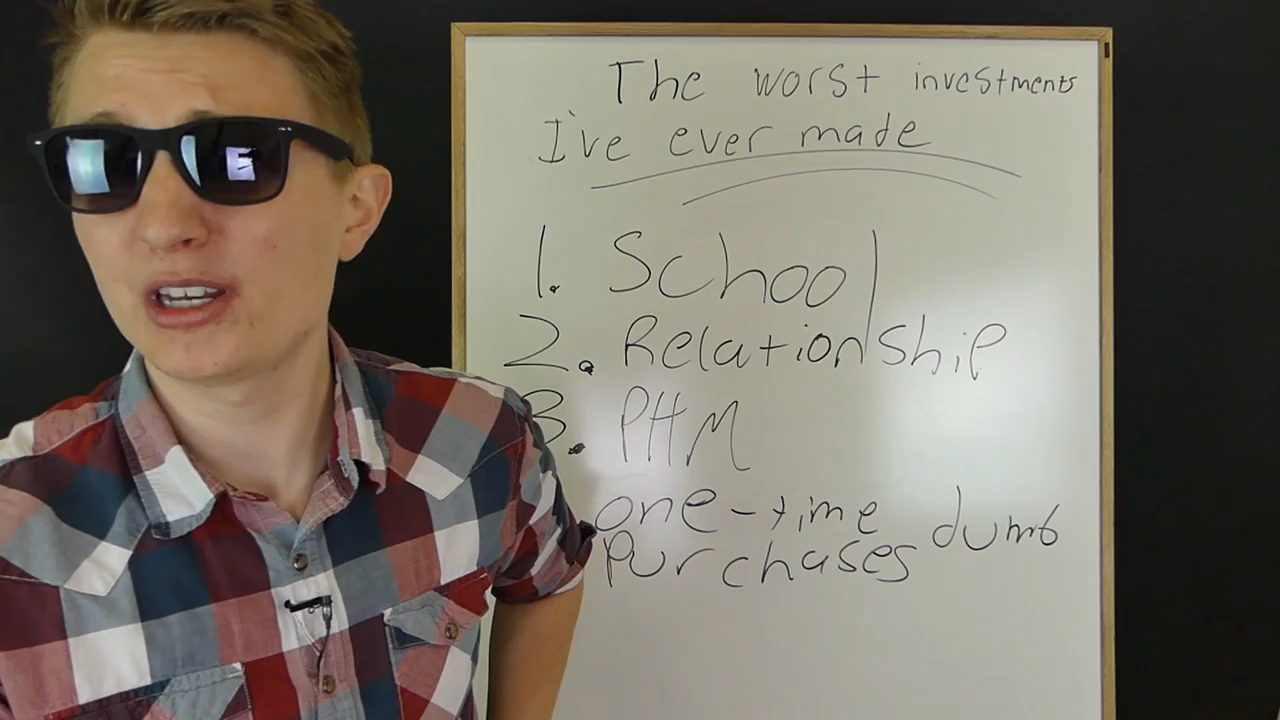 The worst investments
I've ever made
1. School
2. Relationship
3. PHM
one-time dumb
purchases